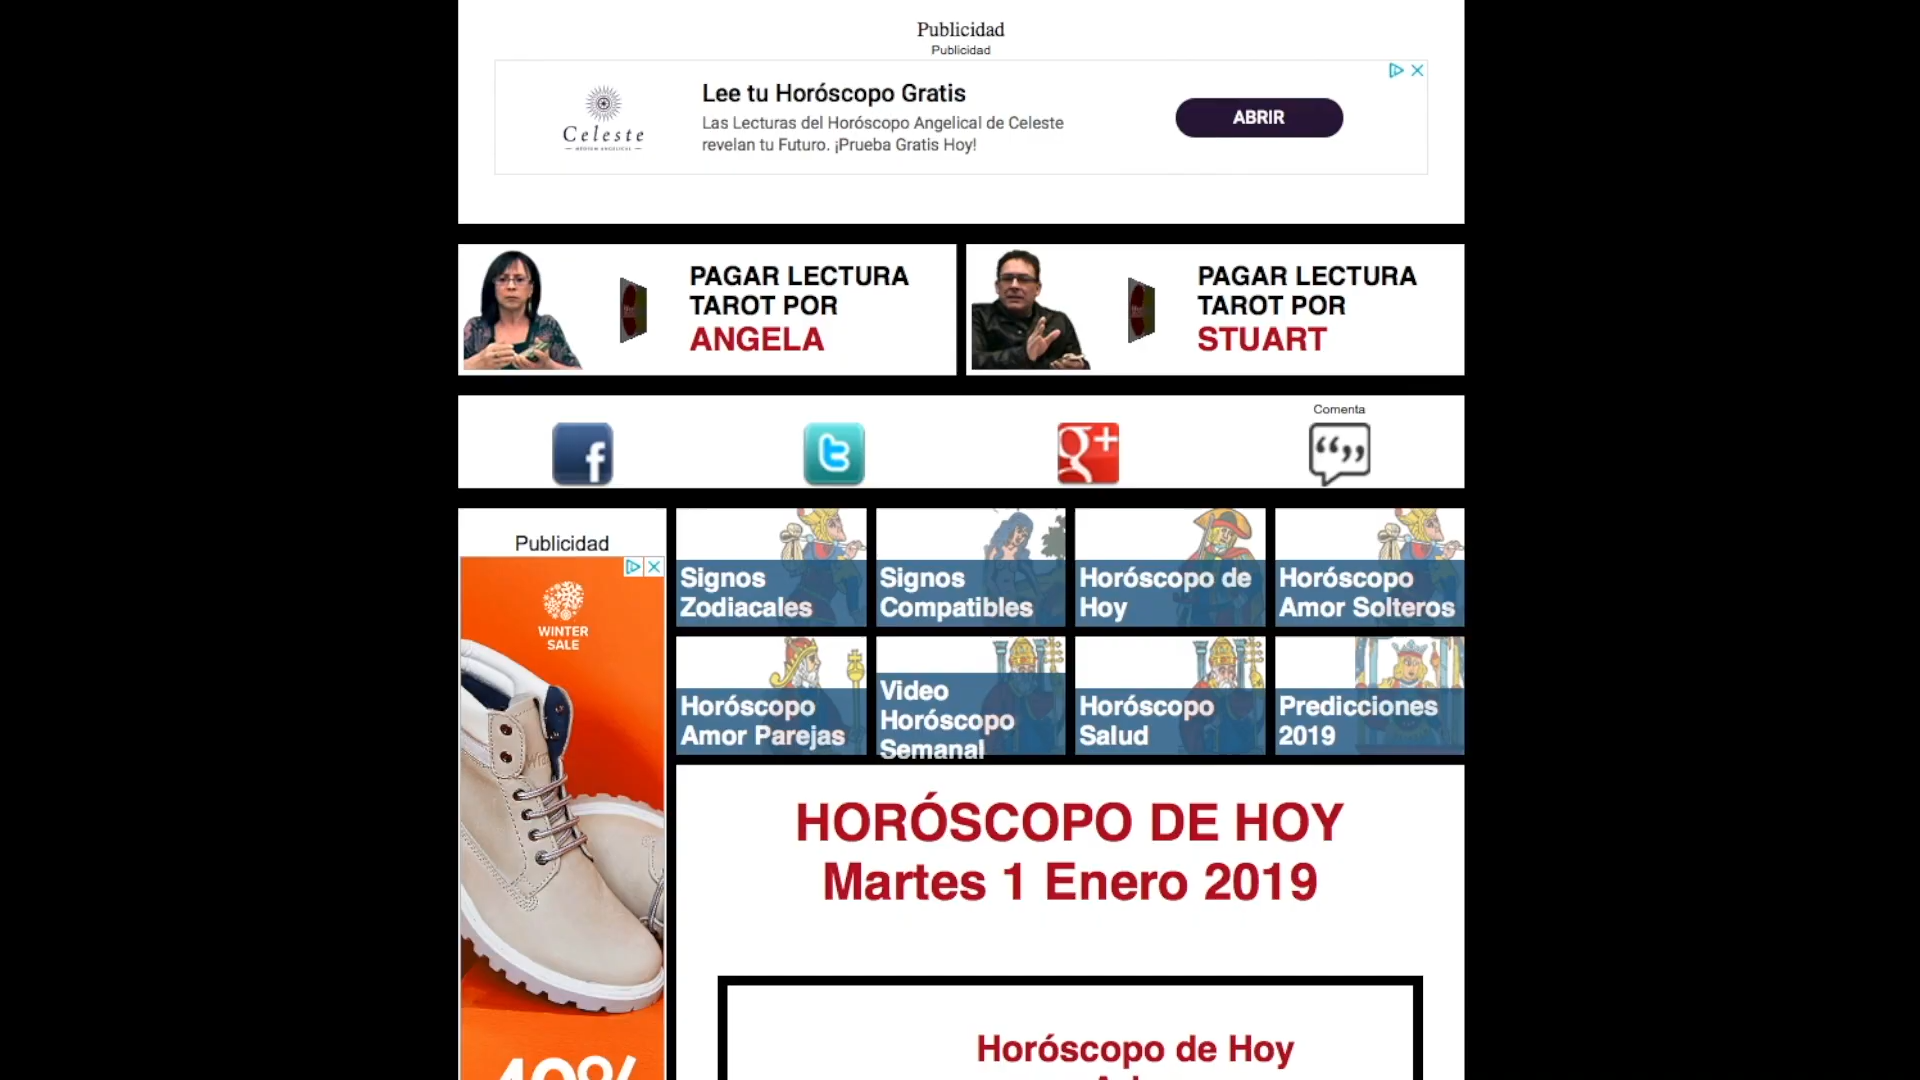 Publicidad
Publicidad
Lee tu Horóscopo Gratis
Las Lecturas del Horóscopo Angelical de Celeste
revelan tu Futuro. ¡Prueba Gratis Hoy!
Celeste
ABRIR
PAGAR LECTURA
TAROT POR
ANGELA
PAGAR LECTURA
TAROT POR
STUART
Comenta
Publicidad
WINTER
SALE
40%
Signos
Zodiacales
Signos
Compatibles
Horóscopo de
Hoy
Horóscopo
Amor Solteros
Horóscopo
Amor Parejas
Video
Horóscopo
Semanal
Horóscopo
Salud
Predicciones
2019
HORÓSCOPO DE HOY
Martes 1 Enero 2019
Horóscopo de Hoy